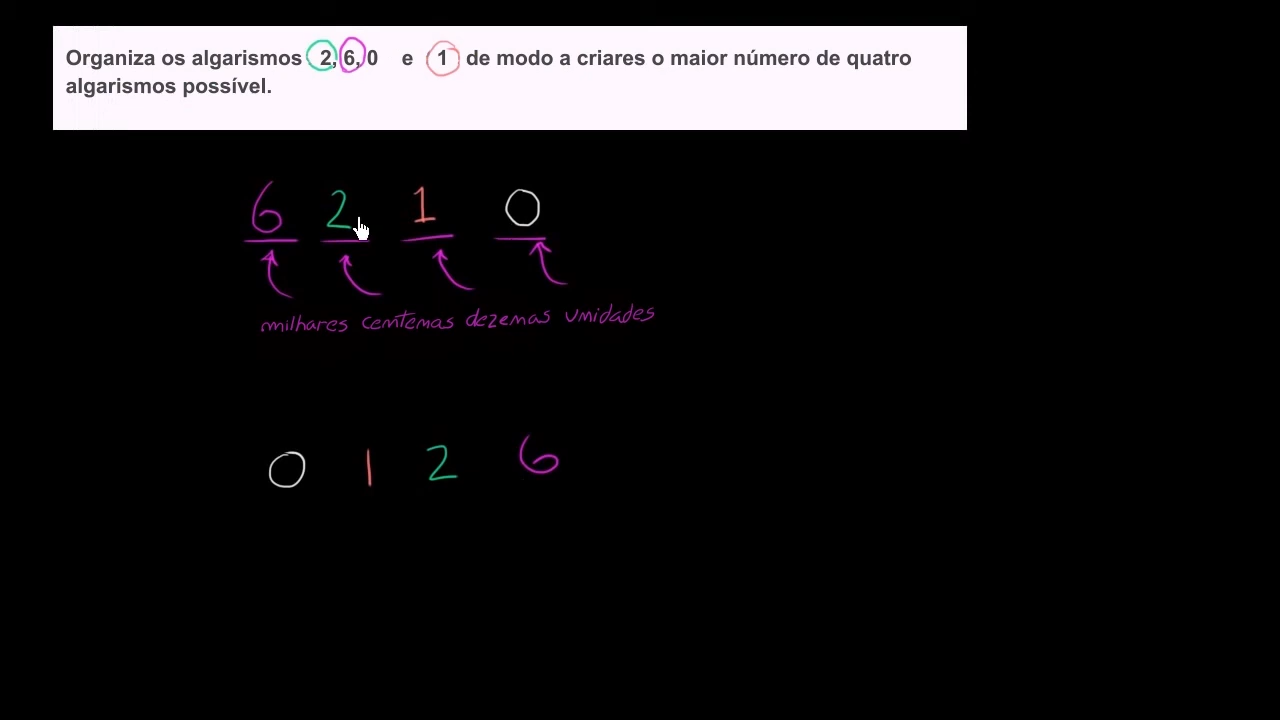 Organiza os algarismos 2, 6, 0 e 1 de modo a criares o maior número de quatro
algarismos possível.
6 2 1 0
milhares centenas dezenas unidades
0 1 2 6